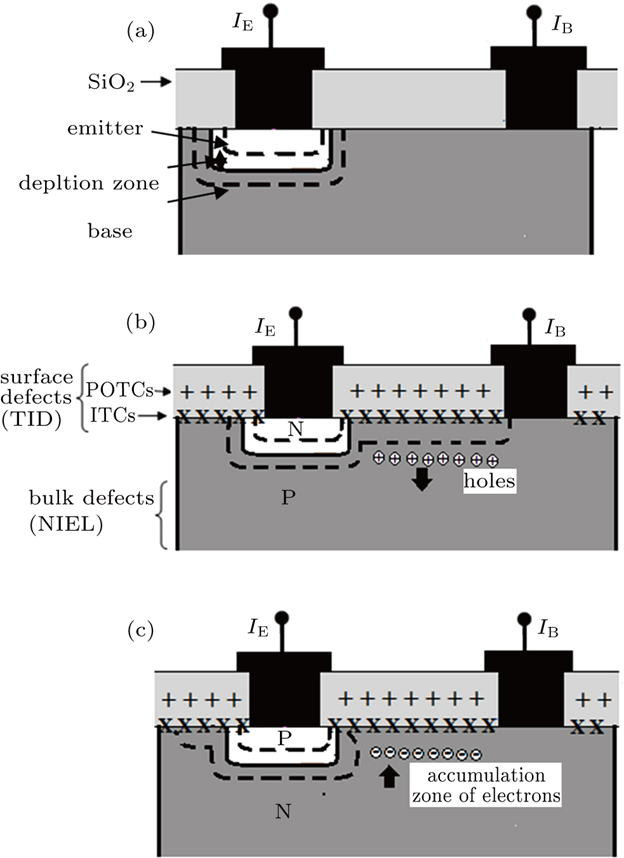 (a)
I_E
I_B
SiO₂
emitter
depltion zone
base
(b)
I_E
I_B
surface
defects
(TID)
POTCs
ITCs
+ + + +
+ + + + + + +
+ +
X X X X X
X X X X X X X X X
X X
N
holes
P
bulk defects
(NIEL)
(c)
I_E
I_B
+ + + +
+ + + + + + +
+ +
X X X X X
X X X X X X X X X
X X
P
accumulation
zone of electrons
N